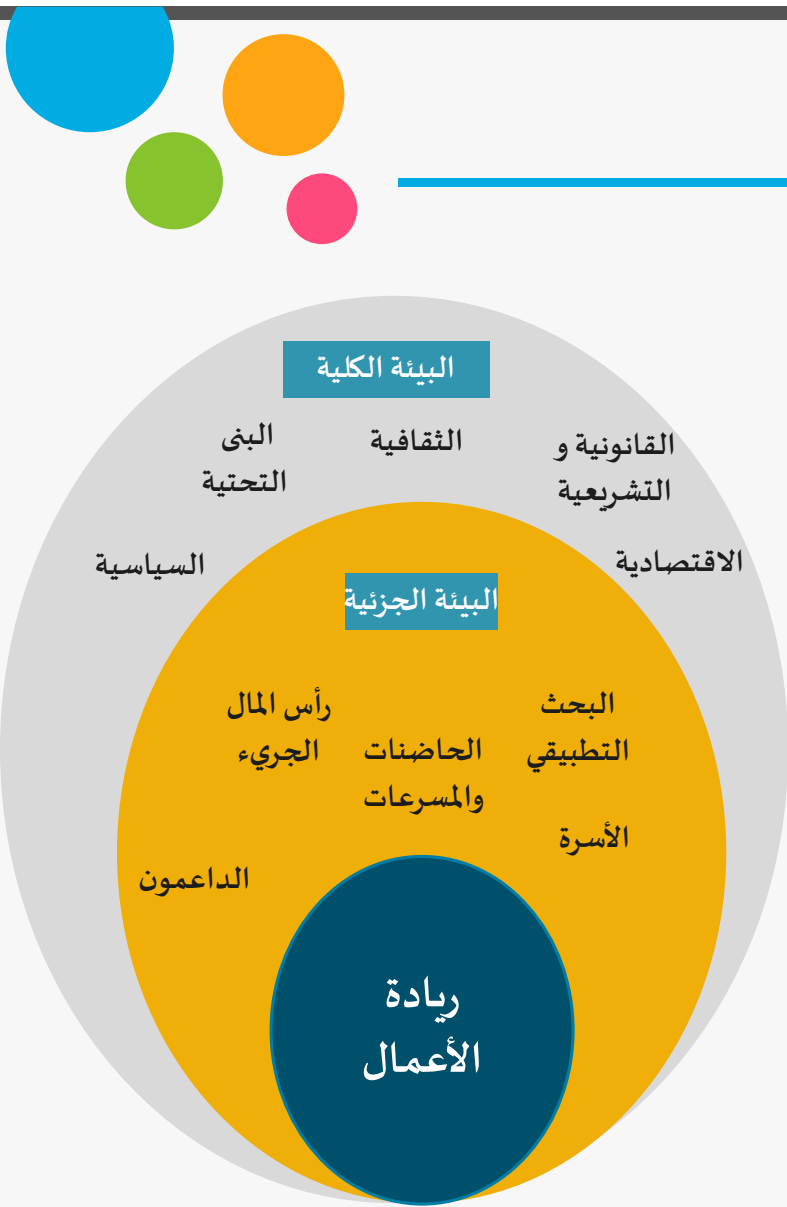 البيئة الكلية
القانونية و
التشريعية
الثقافية
البنى
التحتية
الاقتصادية
السياسية
البيئة الجزئية
البحث
التطبيقي
الحاضنات
والمسرعات
رأس المال
الجريء
الأسرة
الداعمون
ريادة
الأعمال